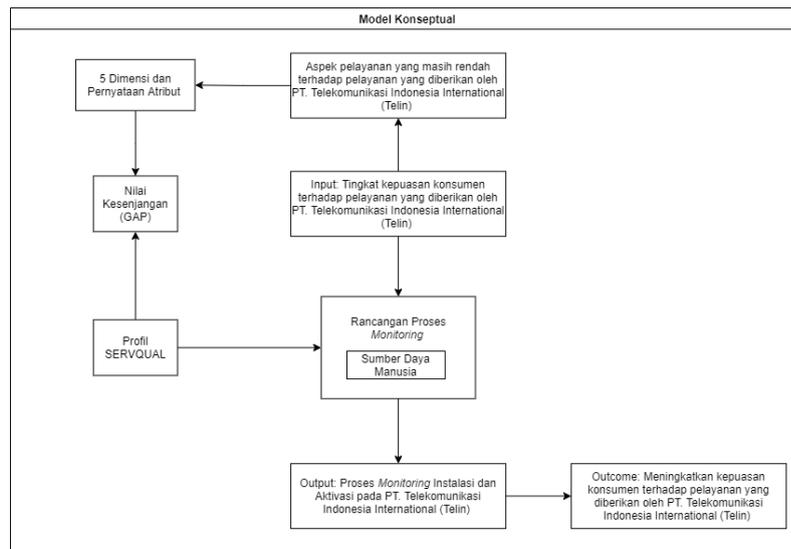 Model Konseptual
5 Dimensi dan
Pernyataan Atribut
Aspek pelayanan yang masih rendah
terhadap pelayanan yang diberikan oleh
PT. Telekomunikasi Indonesia International
(Telin)
Nilai
Kesenjangan
(GAP)
Input: Tingkat kepuasan konsumen
terhadap pelayanan yang diberikan oleh
PT. Telekomunikasi Indonesia International
(Telin)
Profil
SERVQUAL
Rancangan Proses
Monitoring
Sumber Daya
Manusia
Output: Proses Monitoring Instalasi dan
Aktivasi pada PT. Telekomunikasi
Indonesia International (Telin)
Outcome: Meningkatkan kepuasan
konsumen terhadap pelayanan yang
diberikan oleh PT. Telekomunikasi
Indonesia International (Telin)